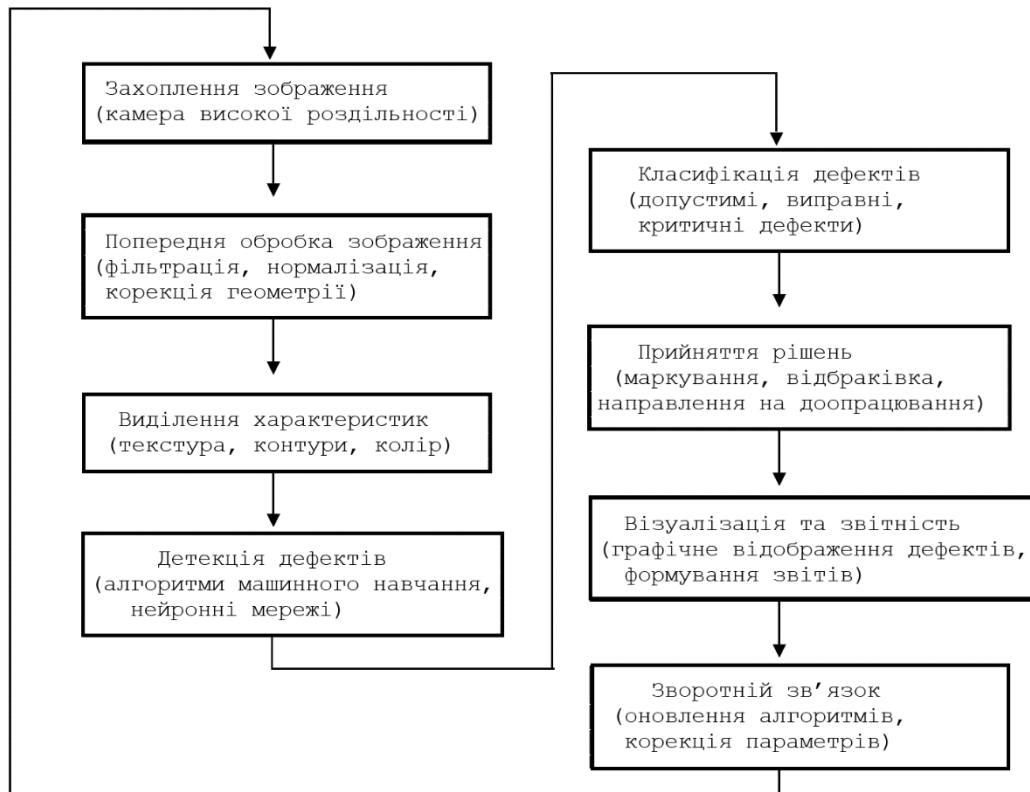 Захоплення зображення
(камера високої роздільності)
Попередня обробка зображення
(фільтрація, нормалізація,
корекція геометрії)
Виділення характеристик
(текстура, контури, колір)
Детекція дефектів
(алгоритми машинного навчання,
нейронні мережі)
Класифікація дефектів
(допустимі, виправні,
критичні дефекти)
Прийняття рішень
(маркування, відбраківка,
направлення на доопрацювання)
Візуалізація та звітність
(графічне відображення дефектів,
формування звітів)
Зворотній зв’язок
(оновлення алгоритмів,
корекція параметрів)